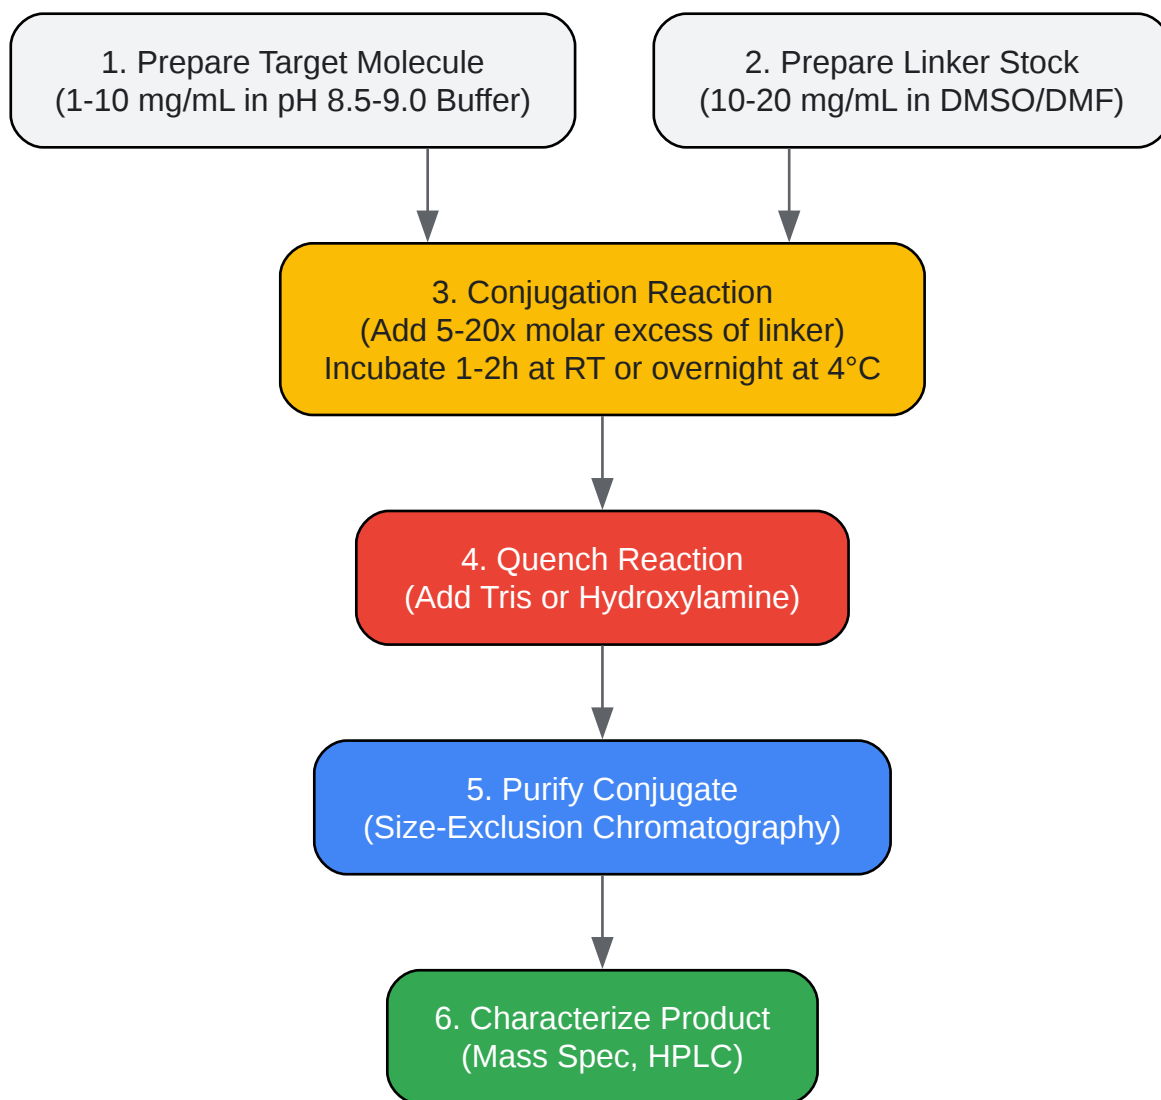 1. Prepare Target Molecule
(1-10 mg/mL in pH 8.5-9.0 Buffer)
2. Prepare Linker Stock
(10-20 mg/mL in DMSO/DMF)
3. Conjugation Reaction
(Add 5-20x molar excess of linker)
Incubate 1-2h at RT or overnight at 4°C
4. Quench Reaction
(Add Tris or Hydroxylamine)
5. Purify Conjugate
(Size-Exclusion Chromatography)
6. Characterize Product
(Mass Spec, HPLC)